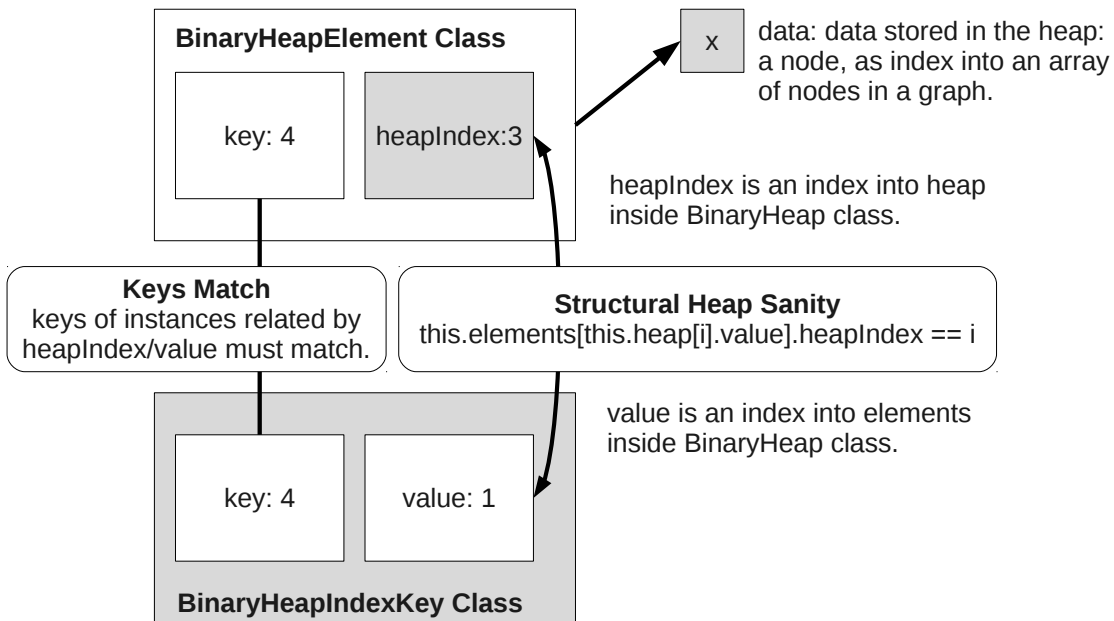 BinaryHeapElement Class
key: 4
heapIndex:3
x
data: data stored in the heap:
a node, as index into an array
of nodes in a graph.
heapIndex is an index into heap
inside BinaryHeap class.
Keys Match
keys of instances related by
heapIndex/value must match.
Structural Heap Sanity
this.elements[this.heap[i].value].heapIndex == i
value is an index into elements
inside BinaryHeap class.
key: 4
value: 1
BinaryHeapIndexKey Class